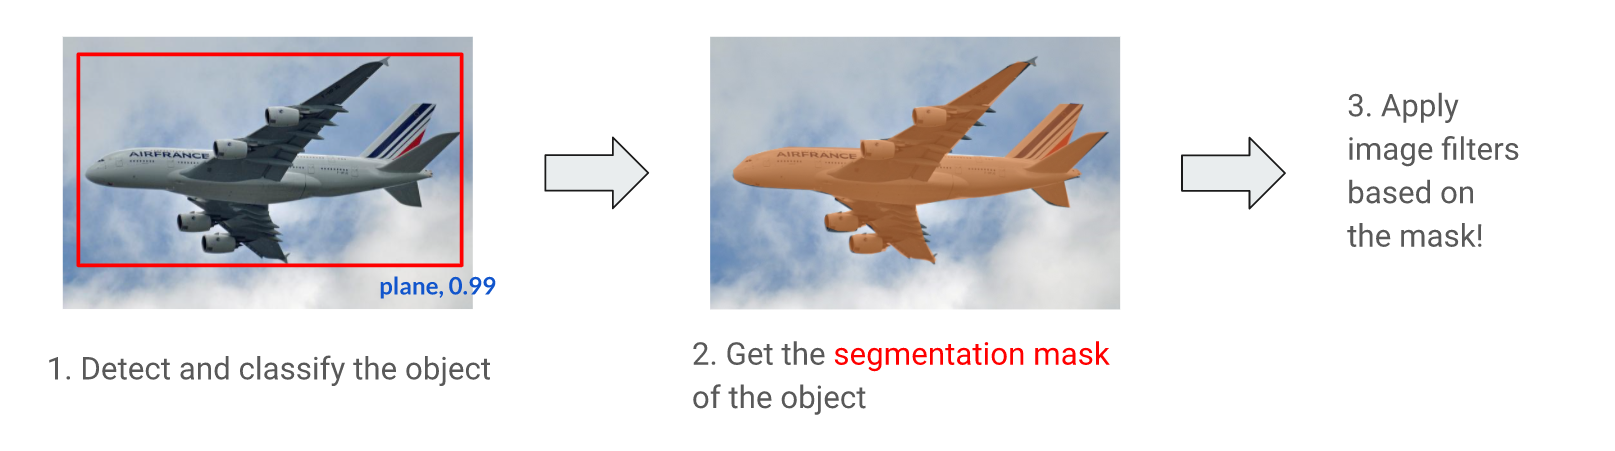 AIRFRANCE
plane, 0.99
1. Detect and classify the object
AIRFRANCE
2. Get the segmentation mask
of the object
3. Apply
image filters
based on
the mask!